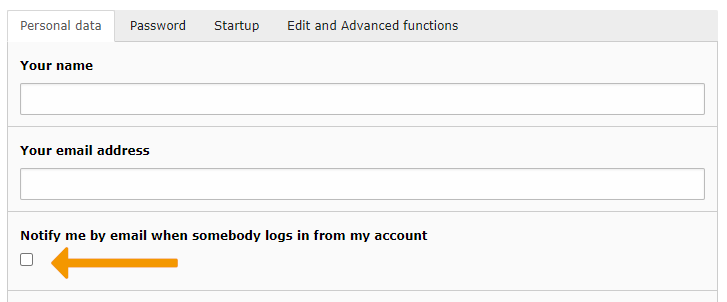 Personal data Password Startup Edit and Advanced functions
Your name
Your email address
Notify me by email when somebody logs in from my account